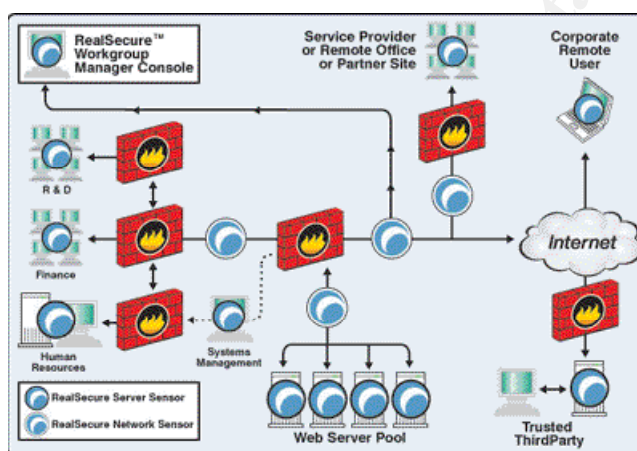 RealSecure™
Workgroup
Manager Console
Service Provider
or Remote Office
or Partner Site
Corporate
Remote
User
R & D
Finance
Internet
Human
Resources
Systems
Management
RealSecure Server Sensor
RealSecure Network Sensor
Web Server Pool
Trusted
ThirdParty